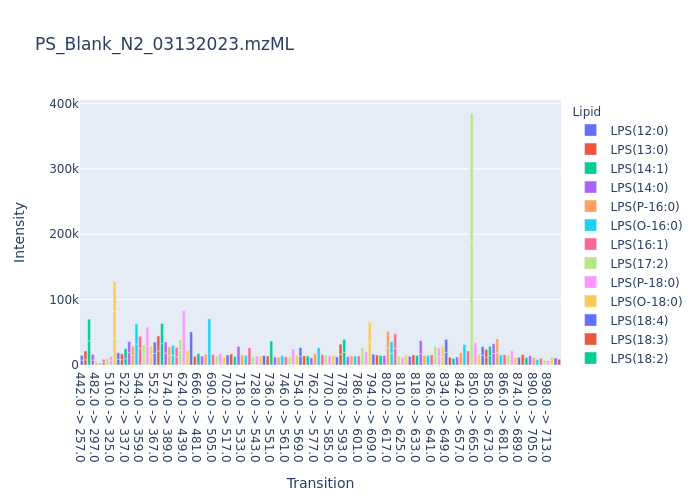 PS_Blank_N2_03132023.mzML
Intensity
400k
300k
200k
100k
0
442.0 -> 257.0
482.0 -> 297.0
510.0 -> 325.0
522.0 -> 337.0
544.0 -> 359.0
552.0 -> 367.0
574.0 -> 389.0
624.0 -> 439.0
666.0 -> 481.0
690.0 -> 505.0
702.0 -> 517.0
718.0 -> 533.0
728.0 -> 543.0
736.0 -> 551.0
746.0 -> 561.0
754.0 -> 569.0
762.0 -> 577.0
770.0 -> 585.0
778.0 -> 593.0
786.0 -> 601.0
794.0 -> 609.0
802.0 -> 617.0
810.0 -> 625.0
818.0 -> 633.0
826.0 -> 641.0
834.0 -> 649.0
842.0 -> 657.0
850.0 -> 665.0
858.0 -> 673.0
866.0 -> 681.0
874.0 -> 689.0
890.0 -> 705.0
898.0 -> 713.0
Transition
Lipid
LPS(12:0)
LPS(13:0)
LPS(14:1)
LPS(14:0)
LPS(P-16:0)
LPS(O-16:0)
LPS(16:1)
LPS(17:2)
LPS(P-18:0)
LPS(O-18:0)
LPS(18:4)
LPS(18:3)
LPS(18:2)